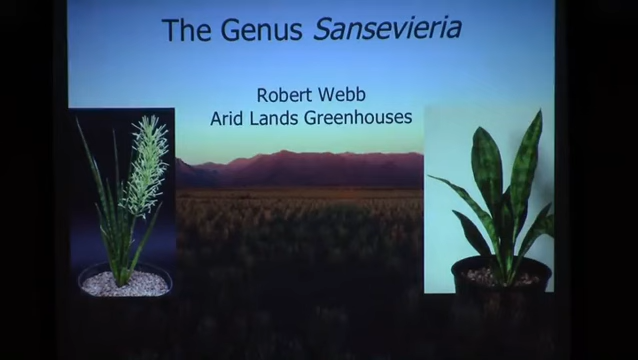 The Genus Sansevieria
Robert Webb
Arid Lands Greenhouses